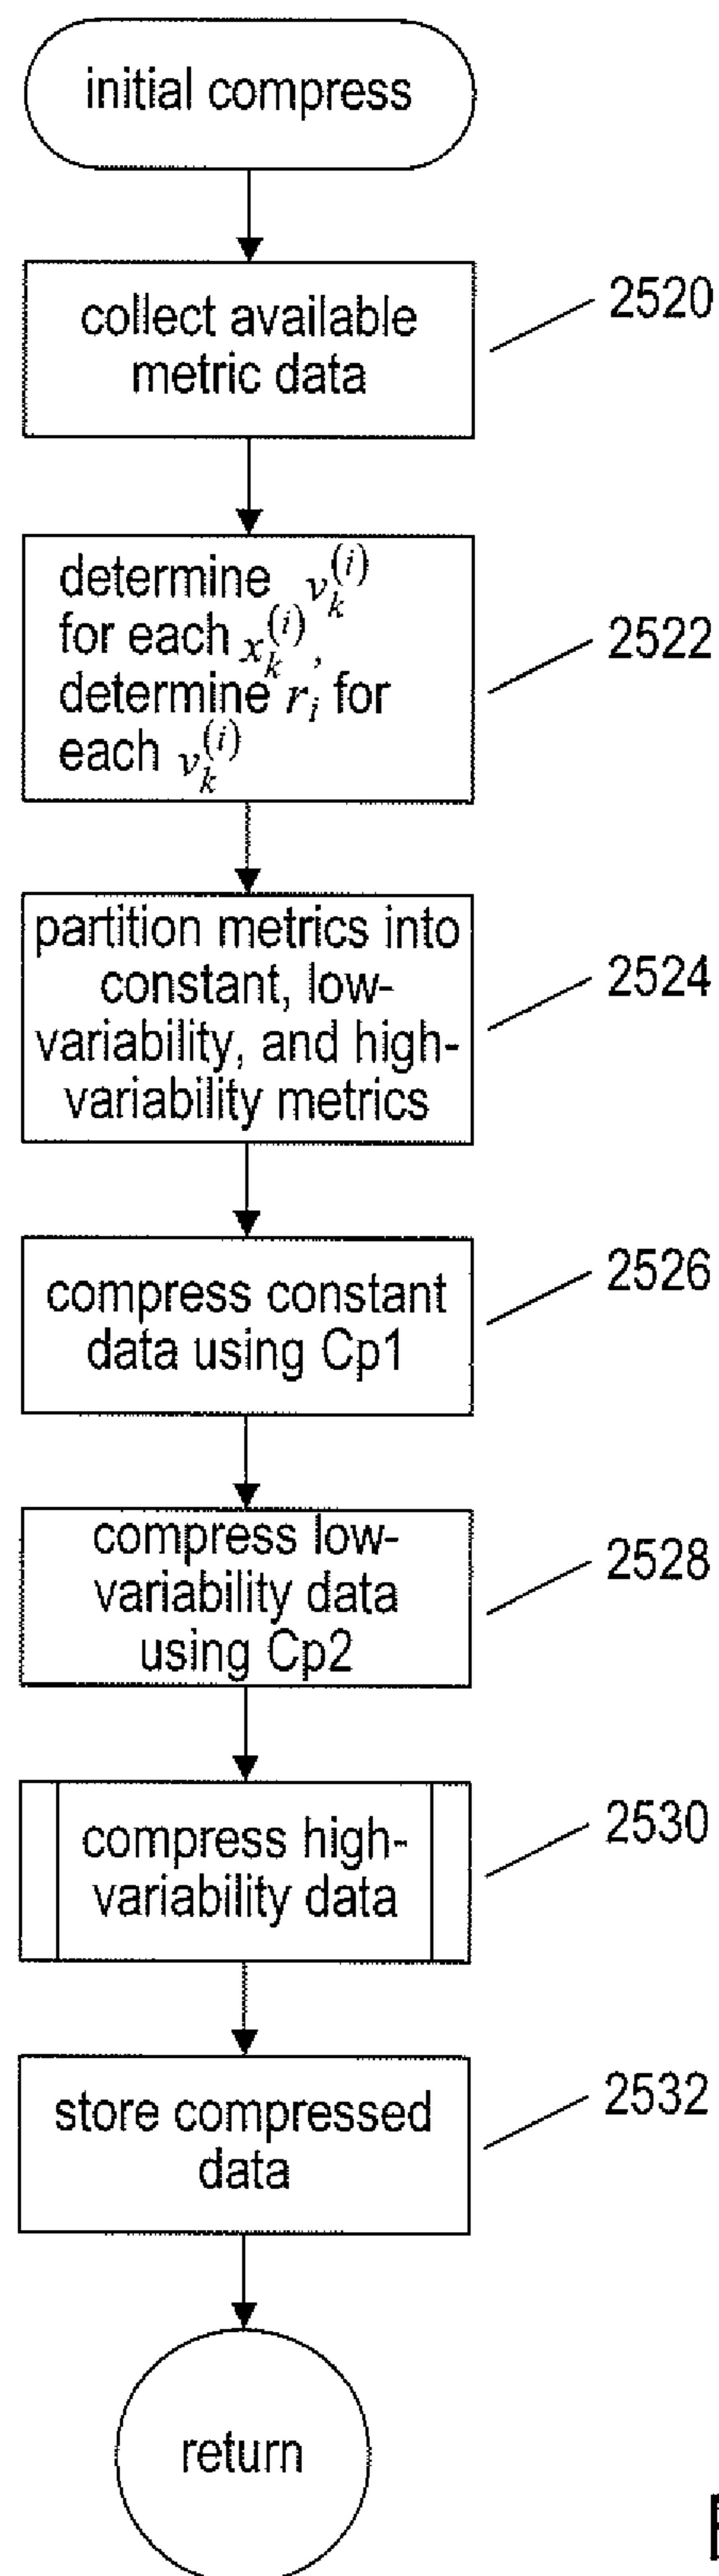 initial compress
collect available
metric data
2520
determine v_k^(i)
for each x_k^(i),
determine r_i for
each v_k^(i)
2522
partition metrics into
constant, low-
variability, and high-
variability metrics
2524
compress constant
data using Cp1
2526
compress low-
variability data
using Cp2
2528
compress high-
variability data
2530
store compressed
data
2532
return